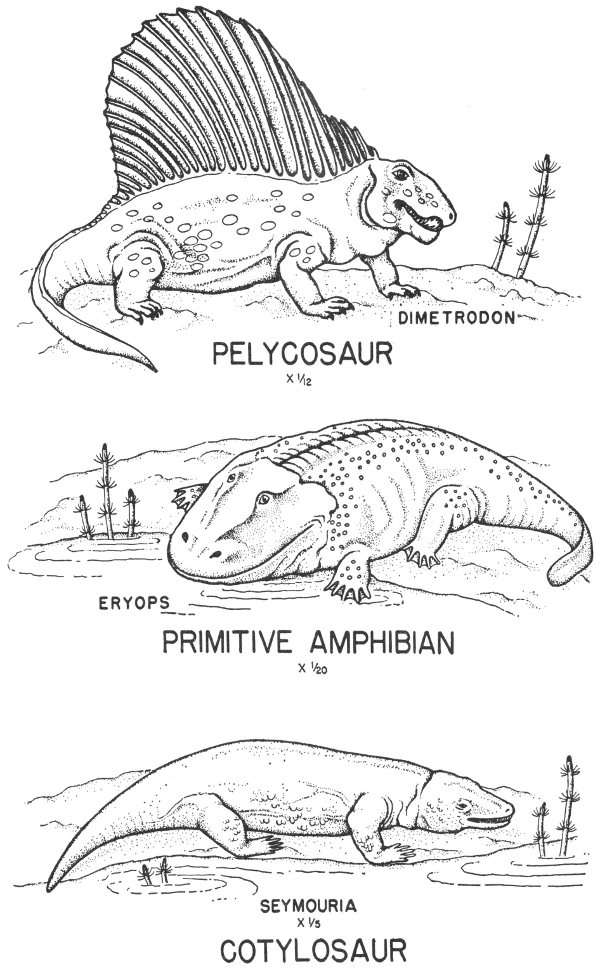 DIMETRODON
PELYCOSAUR
X 1/12
ERYOPS
PRIMITIVE AMPHIBIAN
X 1/20
SEYMOURIA
X 1/5
COTYLOSAUR